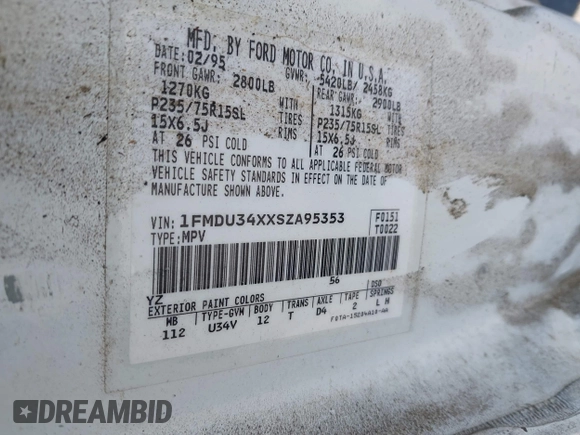 MFD. BY FORD MOTOR CO. IN U.S.A.
DATE: 02/95 GVWR: 5420LB/ 2458KG
FRONT GAWR: 2800LB REAR GAWR: 2900LB
1270KG WITH 1315KG WITH
P235/75R15SL TIRES P235/75R15SL TIRES
15X6.5J RIMS 15X6.5J RIMS
AT 26 PSI COLD AT 26 PSI COLD
THIS VEHICLE CONFORMS TO ALL APPLICABLE FEDERAL MOTOR
VEHICLE SAFETY STANDARDS IN EFFECT ON THE DATE OF
MANUFACTURE SHOWN ABOVE.
VIN: 1FMDU34XXSZA95353 F0151
TYPE: MPV T0022
56
YZ DSO
EXTERIOR PAINT COLORS
WB TYPE-GVW BODY TRANS AXLE TAPE SPRINGS
112 U34V 12 T D4 2 L H
DREAMBID